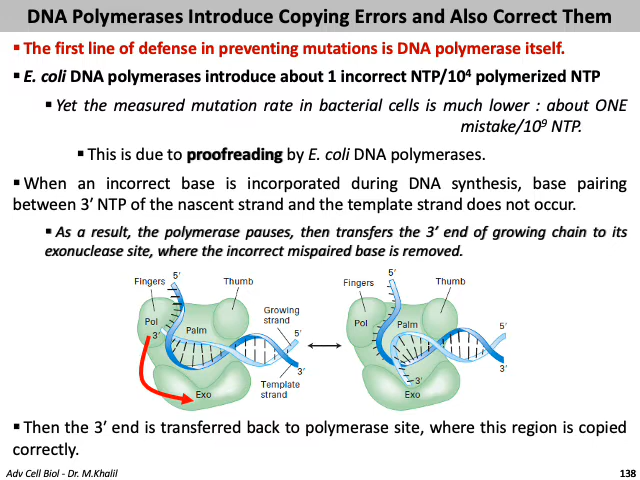 DNA Polymerases Introduce Copying Errors and Also Correct Them
▪ The first line of defense in preventing mutations is DNA polymerase itself.
▪ E. coli DNA polymerases introduce about 1 incorrect NTP/10⁴ polymerized NTP
▪ Yet the measured mutation rate in bacterial cells is much lower : about ONE
mistake/10⁹ NTP.
▪ This is due to proofreading by E. coli DNA polymerases.
▪ When an incorrect base is incorporated during DNA synthesis, base pairing
between 3’ NTP of the nascent strand and the template strand does not occur.
▪ As a result, the polymerase pauses, then transfers the 3’ end of growing chain to its
exonuclease site, where the incorrect mispaired base is removed.
Fingers
5′
Thumb
Pol
3′
Palm
Growing
strand
5′
3′
Template
strand
Exo
Fingers
5′
Thumb
Pol
Palm
5′
3′
3′
Exo
▪ Then the 3’ end is transferred back to polymerase site, where this region is copied
correctly.
Adv Cell Biol - Dr. M.Khalil
138